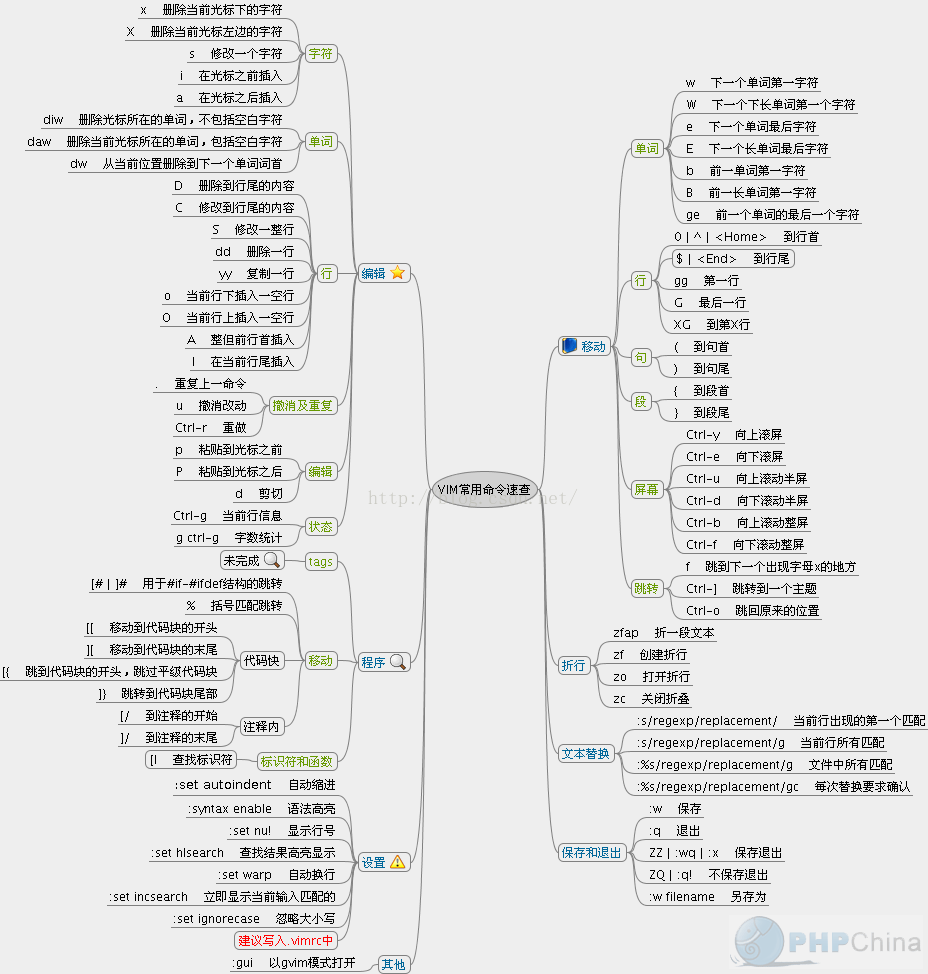 VIM常用命令速查
编辑
字符
x 删除当前光标下的字符
X 删除当前光标左边的字符
s 修改一个字符
i 在光标之前插入
a 在光标之后插入
单词
diw 删除光标所在的单词，不包括空白字符
daw 删除当前光标所在的单词，包括空白字符
dw 从当前位置删除到下一个单词词首
行
D 删除到行尾的内容
C 修改到行尾的内容
S 修改一整行
dd 删除一行
yy 复制一行
o 当前行下插入一空行
O 当前行上插入一空行
A 整但前行首插入
I 在当前行尾插入
撤消及重复
. 重复上一命令
u 撤消改动
Ctrl-r 重做
编辑
p 粘贴到光标之前
P 粘贴到光标之后
d 剪切
状态
Ctrl-g 当前行信息
g ctrl-g 字数统计
程序
tags
未完成
移动
[# | ]# 用于#if-#ifdef结构的跳转
% 括号匹配跳转
代码快
[[ 移动到代码块的开头
][ 移动到代码块的末尾
[{ 跳到代码块的开头，跳过平级代码块
]} 跳转到代码块尾部
注释内
[/ 到注释的开始
]/ 到注释的末尾
标识符和函数
[I 查找标识符
设置
:set autoindent 自动缩进
:syntax enable 语法高亮
:set nu! 显示行号
:set hlsearch 查找结果高亮显示
:set warp 自动换行
:set incsearch 立即显示当前输入匹配的
:set ignorecase 忽略大小写
建议写入.vimrc中
其他
:gui 以gvim模式打开
移动
单词
w 下一个单词第一字符
W 下一个下长单词第一个字符
e 下一个单词最后字符
E 下一个长单词最后字符
b 前一单词第一字符
B 前一长单词第一字符
ge 前一个单词的最后一个字符
行
0 | ^ | <Home> 到行首
$ | <End> 到行尾
gg 第一行
G 最后一行
XG 到第X行
句
( 到句首
) 到句尾
段
{ 到段首
} 到段尾
屏幕
Ctrl-y 向上滚屏
Ctrl-e 向下滚屏
Ctrl-u 向上滚动半屏
Ctrl-d 向下滚动半屏
Ctrl-b 向上滚动整屏
Ctrl-f 向下滚动整屏
跳转
f 跳到下一个出现字母x的地方
Ctrl-] 跳转到一个主题
Ctrl-o 跳回原来的位置
折行
zfap 折一段文本
zf 创建折行
zo 打开折行
zc 关闭折叠
文本替换
:s/regexp/replacement/ 当前行出现的第一个匹配
:s/regexp/replacement/g 当前行所有匹配
:%s/regexp/replacement/g 文件中所有匹配
:%s/regexp/replacement/gc 每次替换要求确认
保存和退出
:w 保存
:q 退出
ZZ | :wq | :x 保存退出
ZQ | :q! 不保存退出
:w filename 另存为
PHPChina